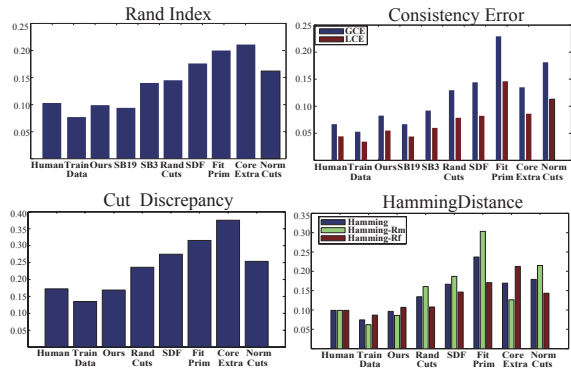 Rand Index
0.25
0.20
0.15
0.10
0.05
Human Train Data Ours SB19 SB3 Rand Cuts SDF Fit Prim Core Extra Norm Cuts
Consistency Error
GCE
LCE
0.25
0.20
0.15
0.10
0.05
Human Train Data Ours SB19 SB3 Rand Cuts SDF Fit Prim Core Extra Norm Cuts
Cut Discrepancy
0.40
0.35
0.30
0.25
0.20
0.15
0.10
0.05
Human Train Data Ours Rand Cuts SDF Fit Prim Core Extra Norm Cuts
HammingDistance
Hamming
Hamming-Rm
Hamming-Rf
0.35
0.30
0.25
0.20
0.15
0.10
0.05
Human Train Data Ours Rand Cuts SDF Fit Prim Core Extra Norm Cuts